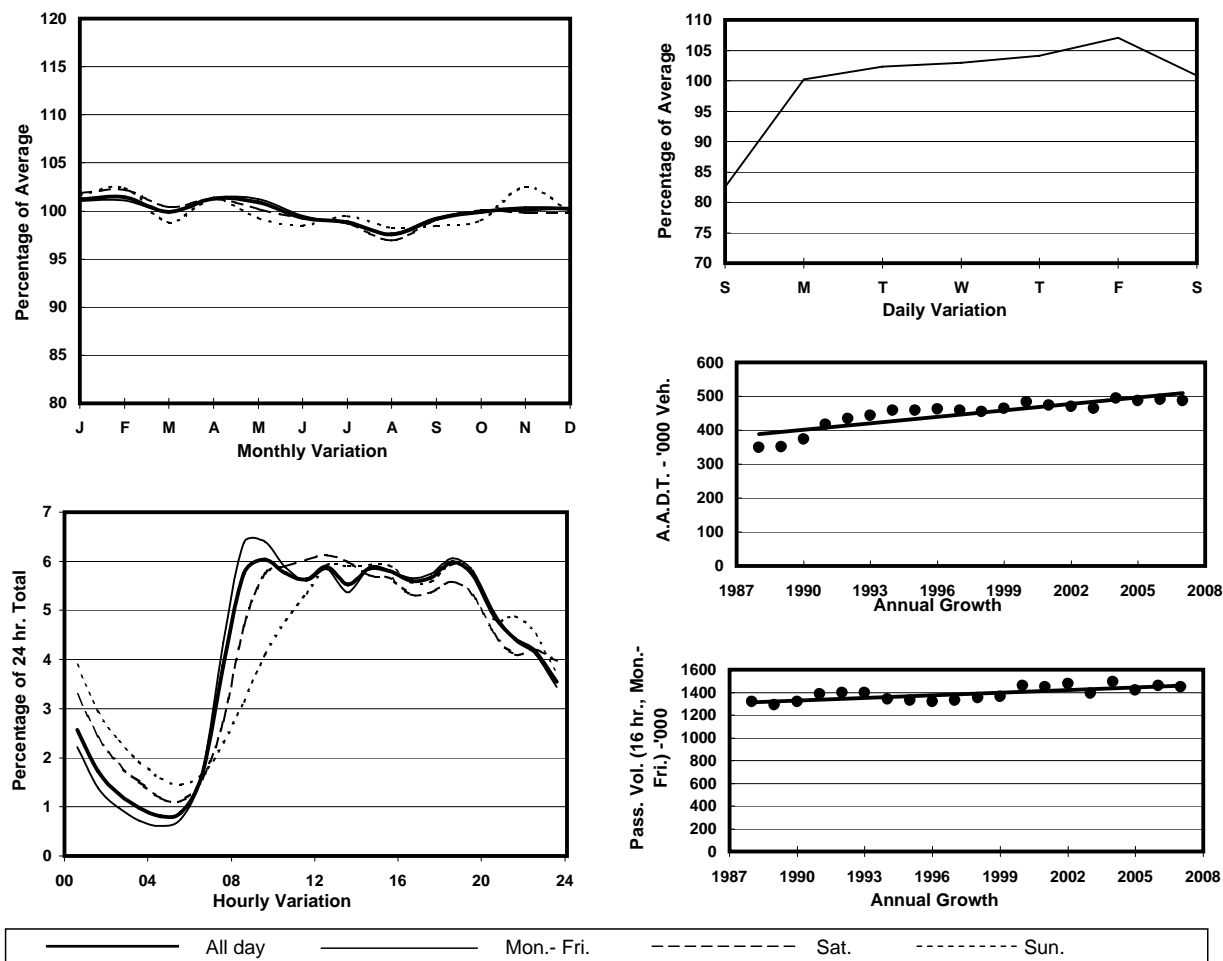 120
115
110
105
100
95
90
85
80
Percentage of Average
J F M A M J J A S O N D
Monthly Variation
115
110
105
100
95
90
85
80
75
70
Percentage of Average
S M T W T F S
Daily Variation
600
500
400
300
200
100
0
A.A.D.T. - '000 Veh.
1987 1990 1993 1996 1999 2002 2005 2008
Annual Growth
7
6
5
4
3
2
1
0
Percentage of 24 hr. Total
00 04 08 12 16 20 24
Hourly Variation
1600
1400
1200
1000
800
600
400
200
0
Pass. Vol. (16 hr., Mon.-
Fri.) -'000
1987 1990 1993 1996 1999 2002 2005 2008
Annual Growth
All day Mon.- Fri. Sat. Sun.